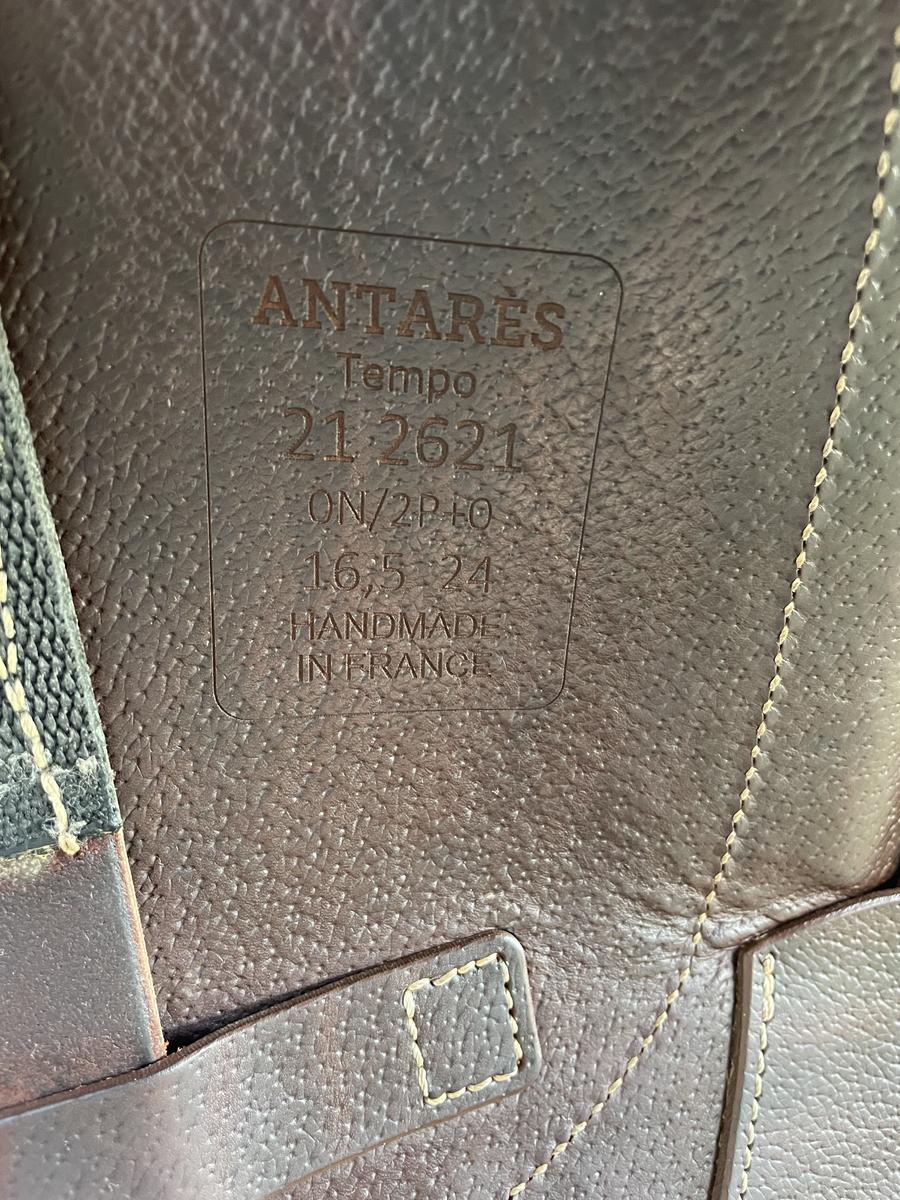 ANTARÈS
Tempo
21 2621
0N/2P+0
16,5 24
HANDMADE
IN FRANCE